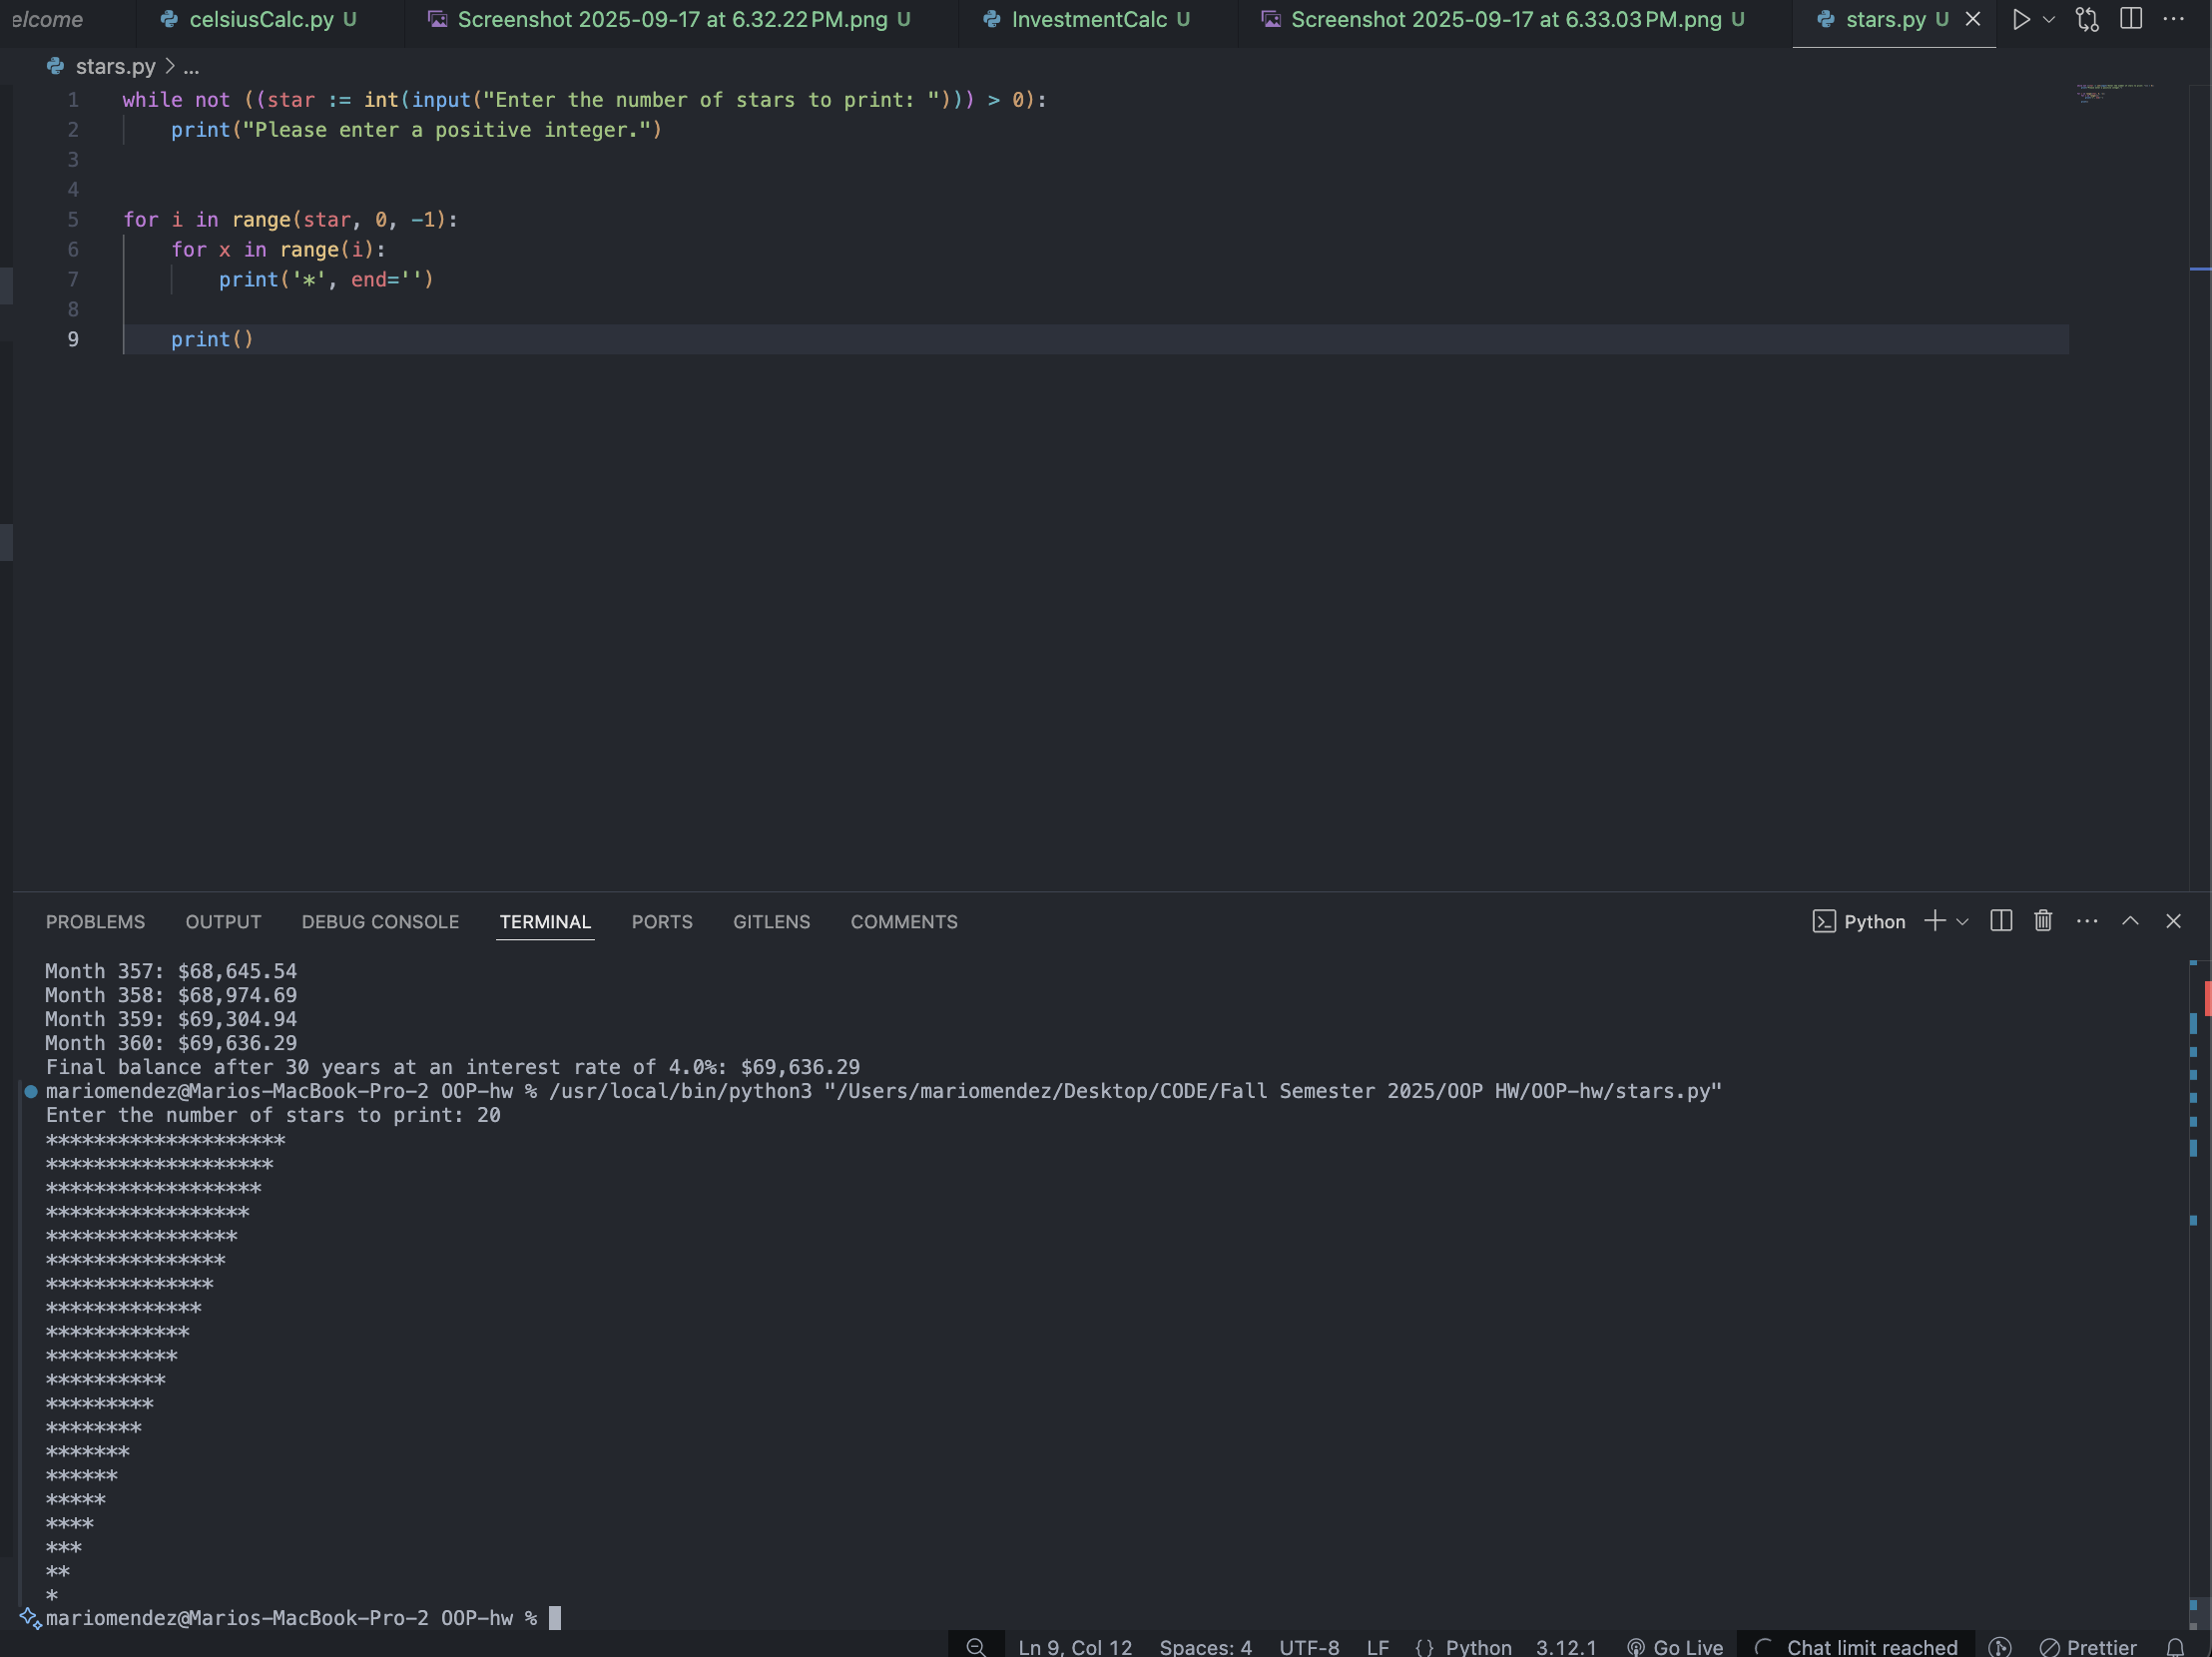 elcome celsiusCalc.py U Screenshot 2025-09-17 at 6.32.22 PM.png U InvestmentCalc U Screenshot 2025-09-17 at 6.33.03 PM.png U stars.py U
stars.py > ...
1 while not ((star := int(input("Enter the number of stars to print: "))) > 0):
2     print("Please enter a positive integer.")
3
4
5 for i in range(star, 0, -1):
6     for x in range(i):
7         print('*', end='')
8
9     print()
PROBLEMS OUTPUT DEBUG CONSOLE TERMINAL PORTS GITLENS COMMENTS Python
Month 357: $68,645.54
Month 358: $68,974.69
Month 359: $69,304.94
Month 360: $69,636.29
Final balance after 30 years at an interest rate of 4.0%: $69,636.29
mariomendez@Marios-MacBook-Pro-2 OOP-hw % /usr/local/bin/python3 "/Users/mariomendez/Desktop/CODE/Fall Semester 2025/OOP HW/OOP-hw/stars.py"
Enter the number of stars to print: 20
********************
*******************
******************
*****************
****************
***************
**************
*************
************
***********
**********
*********
********
*******
******
*****
****
***
**
*
mariomendez@Marios-MacBook-Pro-2 OOP-hw %
Ln 9, Col 12 Spaces: 4 UTF-8 LF {} Python 3.12.1 Go Live Chat limit reached Prettier